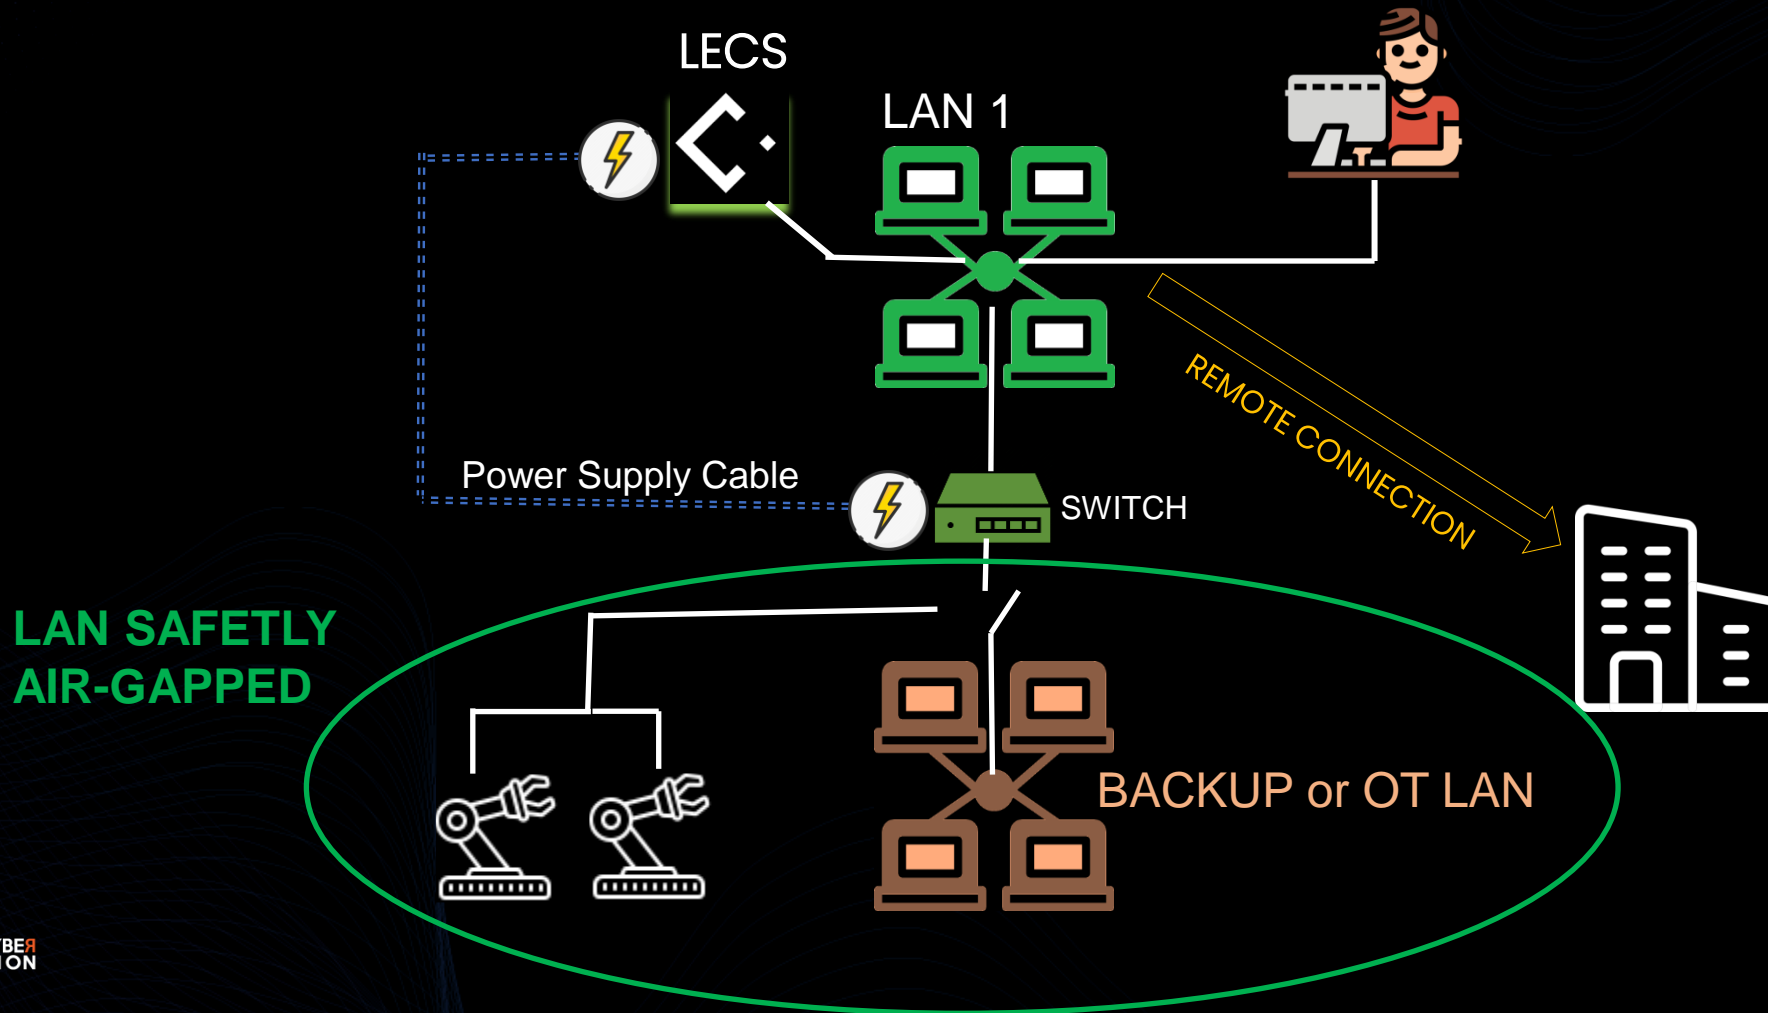 LECS
LAN 1
REMOTE CONNECTION
Power Supply Cable
SWITCH
LAN SAFETLY
AIR-GAPPED
BACKUP or OT LAN